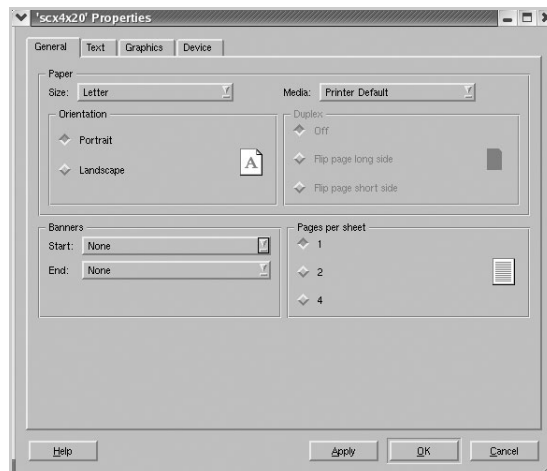 'scx4x20' Properties
General Text Graphics Device
Paper
Size: Letter Media: Printer Default
Orientation
Portrait
Landscape
A
Duplex
Off
Flip page long side
Flip page short side
Banners
Start: None
End: None
Pages per sheet
1
2
4
Help Apply OK Cancel